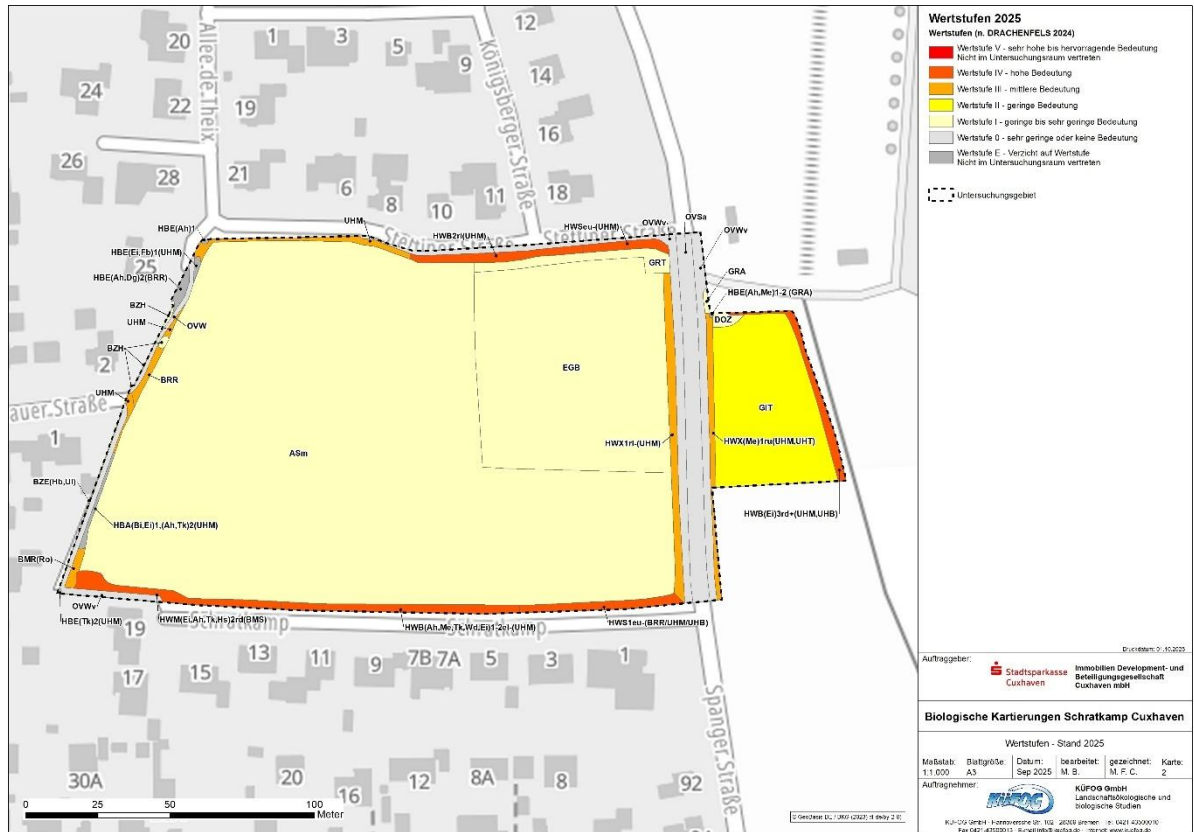 Wertstufen 2025
Wertstufen (n. DRACHENFELS 2024)
Wertstufe V - sehr hohe bis hervorragende Bedeutung
Nicht im Untersuchungsraum vertreten
Wertstufe IV - hohe Bedeutung
Wertstufe III - mittlere Bedeutung
Wertstufe II - geringe Bedeutung
Wertstufe I - geringe bis sehr geringe Bedeutung
Wertstufe 0 - sehr geringe oder keine Bedeutung
Wertstufe E - Verzicht auf Wertstufe
Nicht im Untersuchungsraum vertreten
Untersuchungsgebiet
20
1
3
5
9
12
Allee-de-Theix
Königsberger-Straße
24
22
19
14
16
26
28
21
6
8
10
11
18
Stettiner
Stettiner-Straße
HBE(Ah)1
UHM
HWB2rl(UHM)
HWSeu-(UHM)
OVWv
OVSa
OVWv
HBE(Ei,Fb)1(UHM)
25
HBE(Ah,Dg)2(BRR)
GRT
GRA
HBE(Ah,Me)1-2 (GRA)
BZH
OVW
UHM
DOZ
BZH
2
BRR
EGB
UHM
auer-Straße
GIT
1
HWX1rl-(UHM)
HWX(Me)1ru(UHM,UHT)
ASm
BZE(Hb,Ul)
HBA(Bi,Ei)1,(Ah,Tk)2(UHM)
HWB(Ei)3rd+(UHM,UHB)
BMR(Ro)
OVWv
HBE(Tk)2(UHM)
HWM(Ei,Ah,Tk,Hs)2rd(BMS)
HWB(Ah,Me,Tk,Wd,Ei)1-2rl-(UHM)
HWS1eu-(BRR/UHM/UHB)
Schratkamp
Schratkamp
19
17
15
13
11
9
7B
7A
5
3
1
Spanger-Straße
30A
20
16
12
8A
8
92
0 25 50 100
Meter
Druckdatum: 01.10.2025
Auftraggeber:
Stadtsparkasse
Cuxhaven
Immobilien Development- und
Beteiligungsgesellschaft
Cuxhaven mbH
Biologische Kartierungen Schratkamp Cuxhaven
Wertstufen - Stand 2025
Maßstab: Blattgröße: Datum: bearbeitet: gezeichnet: Karte:
1:1.000 A3 Sep 2025 M. B. M. F. C. 2
Auftragnehmer:
KÜFOG
KÜFOG GmbH
Landschaftsökologische und
biologische Studien